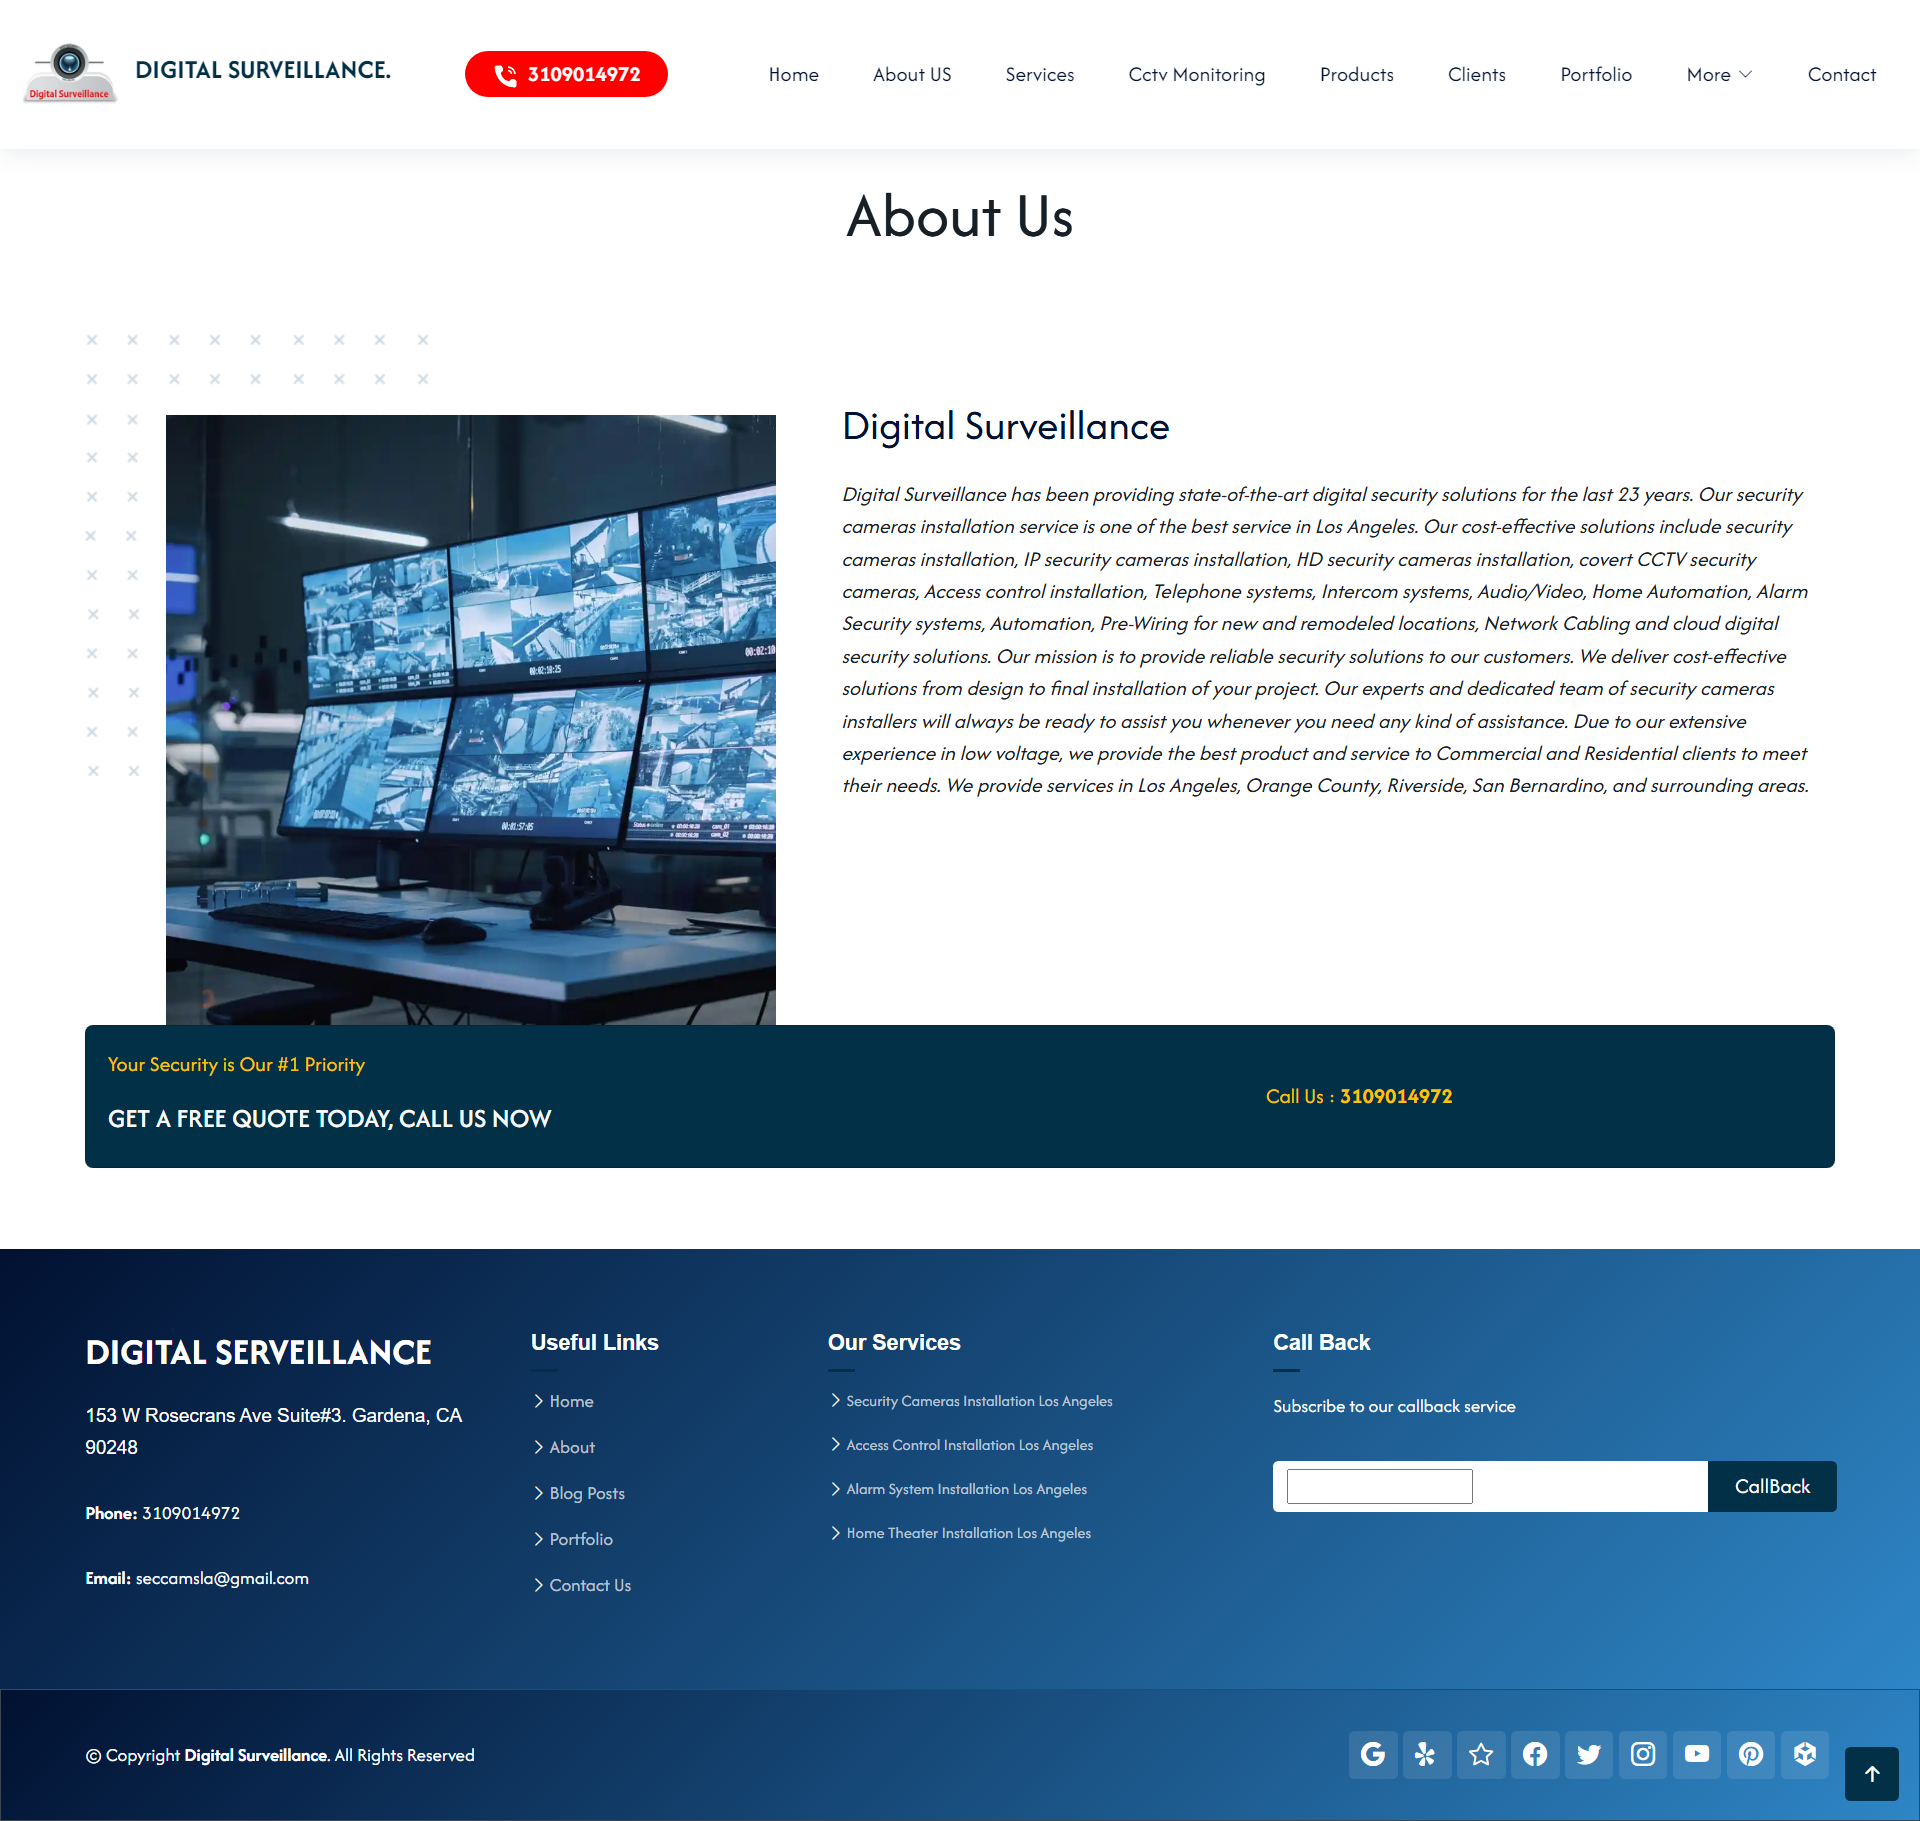 Digital Surveillance
DIGITAL SURVEILLANCE.
3109014972
Home
About US
Services
Cctv Monitoring
Products
Clients
Portfolio
More
Contact
About Us
Digital Surveillance
Digital Surveillance has been providing state-of-the-art digital security solutions for the last 23 years. Our security
cameras installation service is one of the best service in Los Angeles. Our cost-effective solutions include security
cameras installation, IP security cameras installation, HD security cameras installation, covert CCTV security
cameras, Access control installation, Telephone systems, Intercom systems, Audio/Video, Home Automation, Alarm
Security systems, Automation, Pre-Wiring for new and remodeled locations, Network Cabling and cloud digital
security solutions. Our mission is to provide reliable security solutions to our customers. We deliver cost-effective
solutions from design to final installation of your project. Our experts and dedicated team of security cameras
installers will always be ready to assist you whenever you need any kind of assistance. Due to our extensive
experience in low voltage, we provide the best product and service to Commercial and Residential clients to meet
their needs. We provide services in Los Angeles, Orange County, Riverside, San Bernardino, and surrounding areas.
00:02:10:25
00:02:10
00:01:57:05
Your Security is Our #1 Priority
GET A FREE QUOTE TODAY, CALL US NOW
Call Us : 3109014972
DIGITAL SERVEILLANCE
153 W Rosecrans Ave Suite#3. Gardena, CA
90248
Phone: 3109014972
Email: seccamsla@gmail.com
Useful Links
Home
About
Blog Posts
Portfolio
Contact Us
Our Services
Security Cameras Installation Los Angeles
Access Control Installation Los Angeles
Alarm System Installation Los Angeles
Home Theater Installation Los Angeles
Call Back
Subscribe to our callback service
CallBack
© Copyright Digital Surveillance. All Rights Reserved